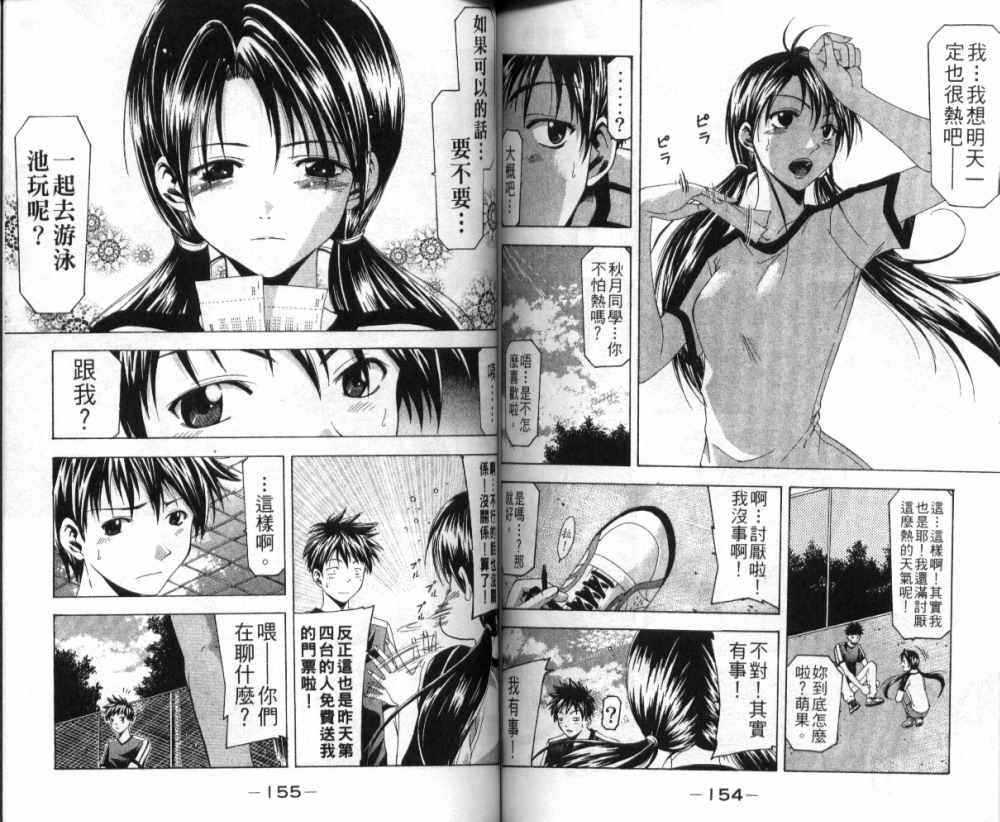 我…我想明天一
定也很熱吧——
ピラ
ピラ
……？
大概吧…
秋月同學…你
不怕熱嗎？
唔…是不怎
麼喜歡啦。
這…這樣啊！其實我
也是耶！我還滿討厭
這麼熱的天氣呢！
妳到底怎麼
啦？萌果。
啊…討厭啦！
我沒事啊！
是嗎…？那
就好。
不對！其實
有事！
？
我有事！
—154—
如果可以的話…
要不要…
一起去游泳
池玩呢？
跟我？
係！沒關係！算了！
反正這也是昨天第
四台的人免費送我
的門票啦！
…這樣啊。
喂——你們
在聊什麼？
—155—